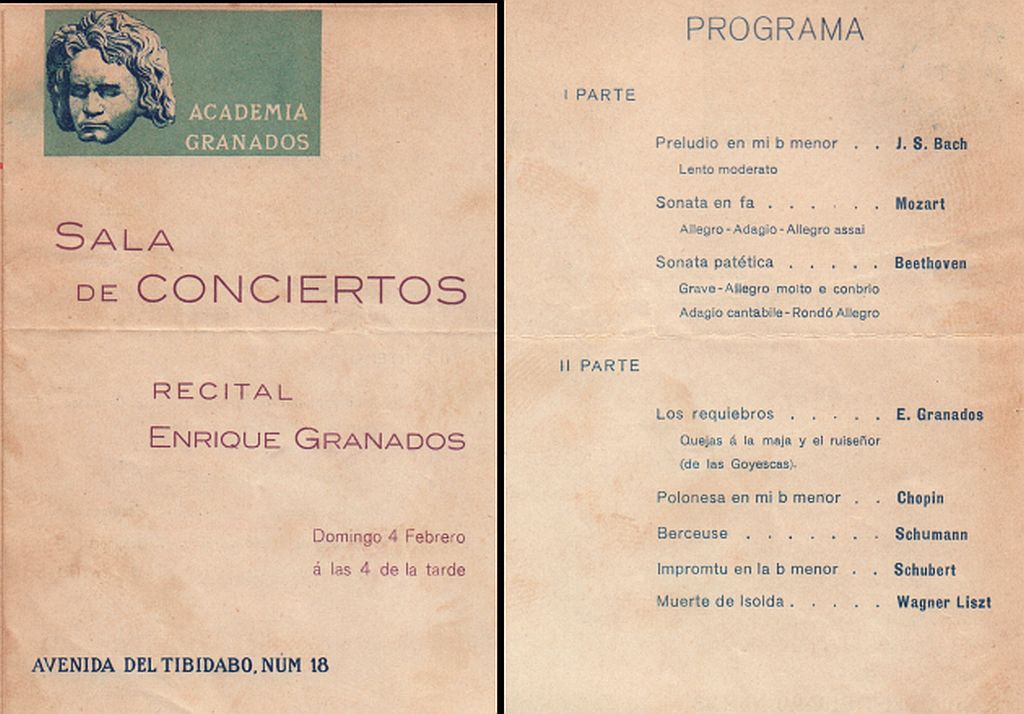 ACADEMIA
GRANADOS
SALA
DE CONCIERTOS
RECITAL
ENRIQUE GRANADOS
Domingo 4 Febrero
á las 4 de la tarde
AVENIDA DEL TIBIDABO, NÚM 18
PROGRAMA
I PARTE
Preludio en mi b menor . . J. S. Bach
Lento moderato
Sonata en fa . . . . . . Mozart
Allegro - Adagio - Allegro assai
Sonata patética . . . . . Beethoven
Grave - Allegro molto e conbrio
Adagio cantabile - Rondó Allegro
II PARTE
Los requiebros . . . . . E. Granados
Quejas á la maja y el ruiseñor
(de las Goyescas).
Polonesa en mi b menor . . Chopin
Berceuse . . . . . . . Schumann
Impromtu en la b menor . . Schubert
Muerte de Isolda . . . . . Wagner Liszt